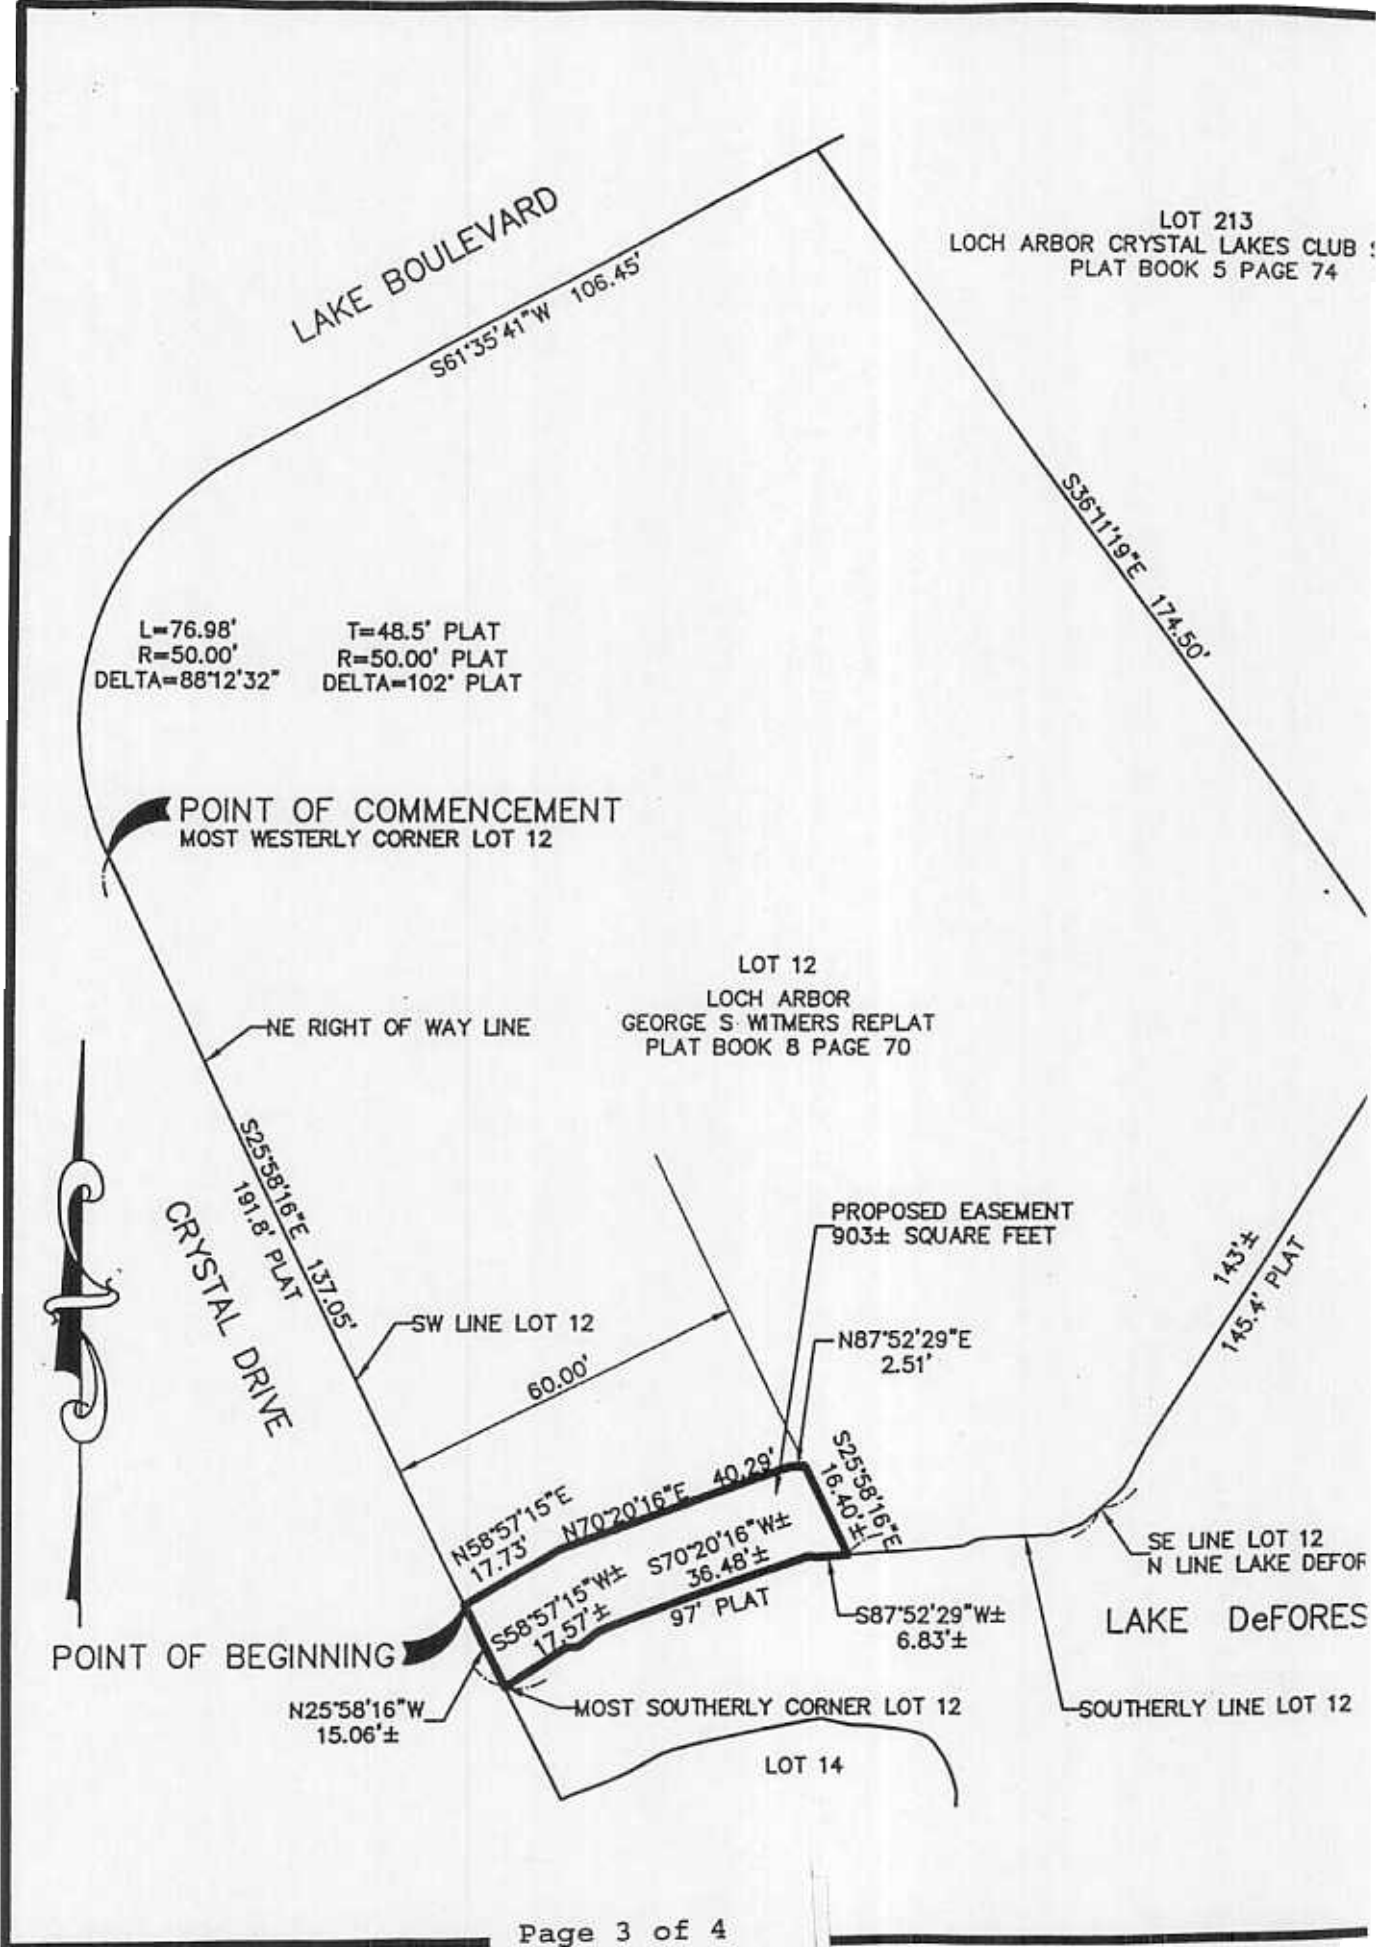 LAKE BOULEVARD
S61°35'41"W 106.45'
LOT 213
LOCH ARBOR CRYSTAL LAKES CLUB
PLAT BOOK 5 PAGE 74
S36°11'19"E 174.50'
L=76.98'
R=50.00'
DELTA=88°12'32"
T=48.5' PLAT
R=50.00' PLAT
DELTA=102° PLAT
POINT OF COMMENCEMENT
MOST WESTERLY CORNER LOT 12
LOT 12
LOCH ARBOR
GEORGE S WITMERS REPLAT
PLAT BOOK 8 PAGE 70
NE RIGHT OF WAY LINE
S25°58'16"E 137.05'
191.8' PLAT
CRYSTAL DRIVE
SW LINE LOT 12
60.00'
PROPOSED EASEMENT
903± SQUARE FEET
N87°52'29"E
2.51'
143'±
145.4' PLAT
S25°58'16"E
16.40'±
N58°57'15"E
17.73'
N70°20'16"E 40.29'
S58°57'15"W±
17.57'±
S70°20'16"W±
36.48'±
97' PLAT
S87°52'29"W±
6.83'±
SE LINE LOT 12
N LINE LAKE DEFOR
LAKE DeFORES
POINT OF BEGINNING
N25°58'16"W
15.06'±
MOST SOUTHERLY CORNER LOT 12
SOUTHERLY LINE LOT 12
LOT 14
Page 3 of 4